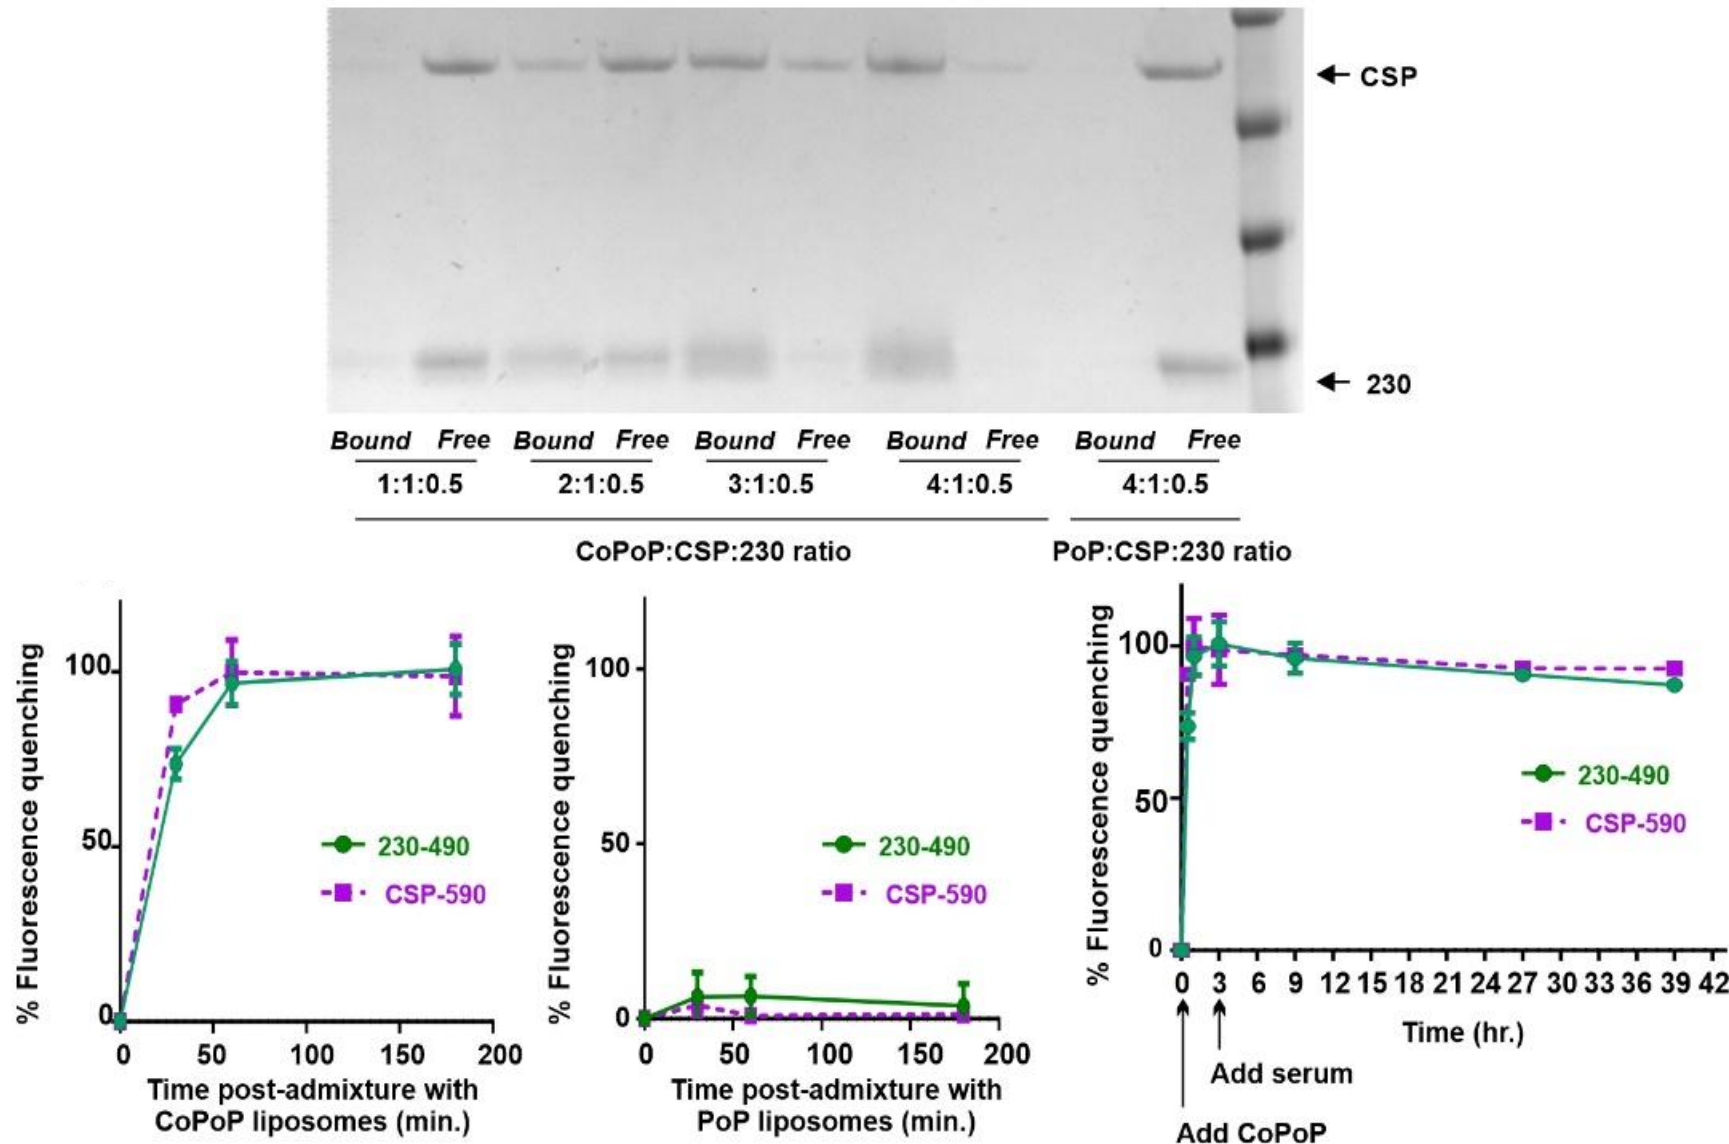 CSP
230
Bound Free Bound Free Bound Free Bound Free Bound Free
1:1:0.5 2:1:0.5 3:1:0.5 4:1:0.5 4:1:0.5
CoPoP:CSP:230 ratio PoP:CSP:230 ratio
% Fluorescence quenching
100
50
0
0 50 100 150 200
230-490
CSP-590
Time post-admixture with
CoPoP liposomes (min.)
% Fluorescence quenching
100
50
0
0 50 100 150 200
230-490
CSP-590
Time post-admixture with
PoP liposomes (min.)
% Fluorescence quenching
100
50
0
0 3 6 9 12 15 18 21 24 27 30 33 36 39 42
230-490
CSP-590
Time (hr.)
Add serum
Add CoPoP